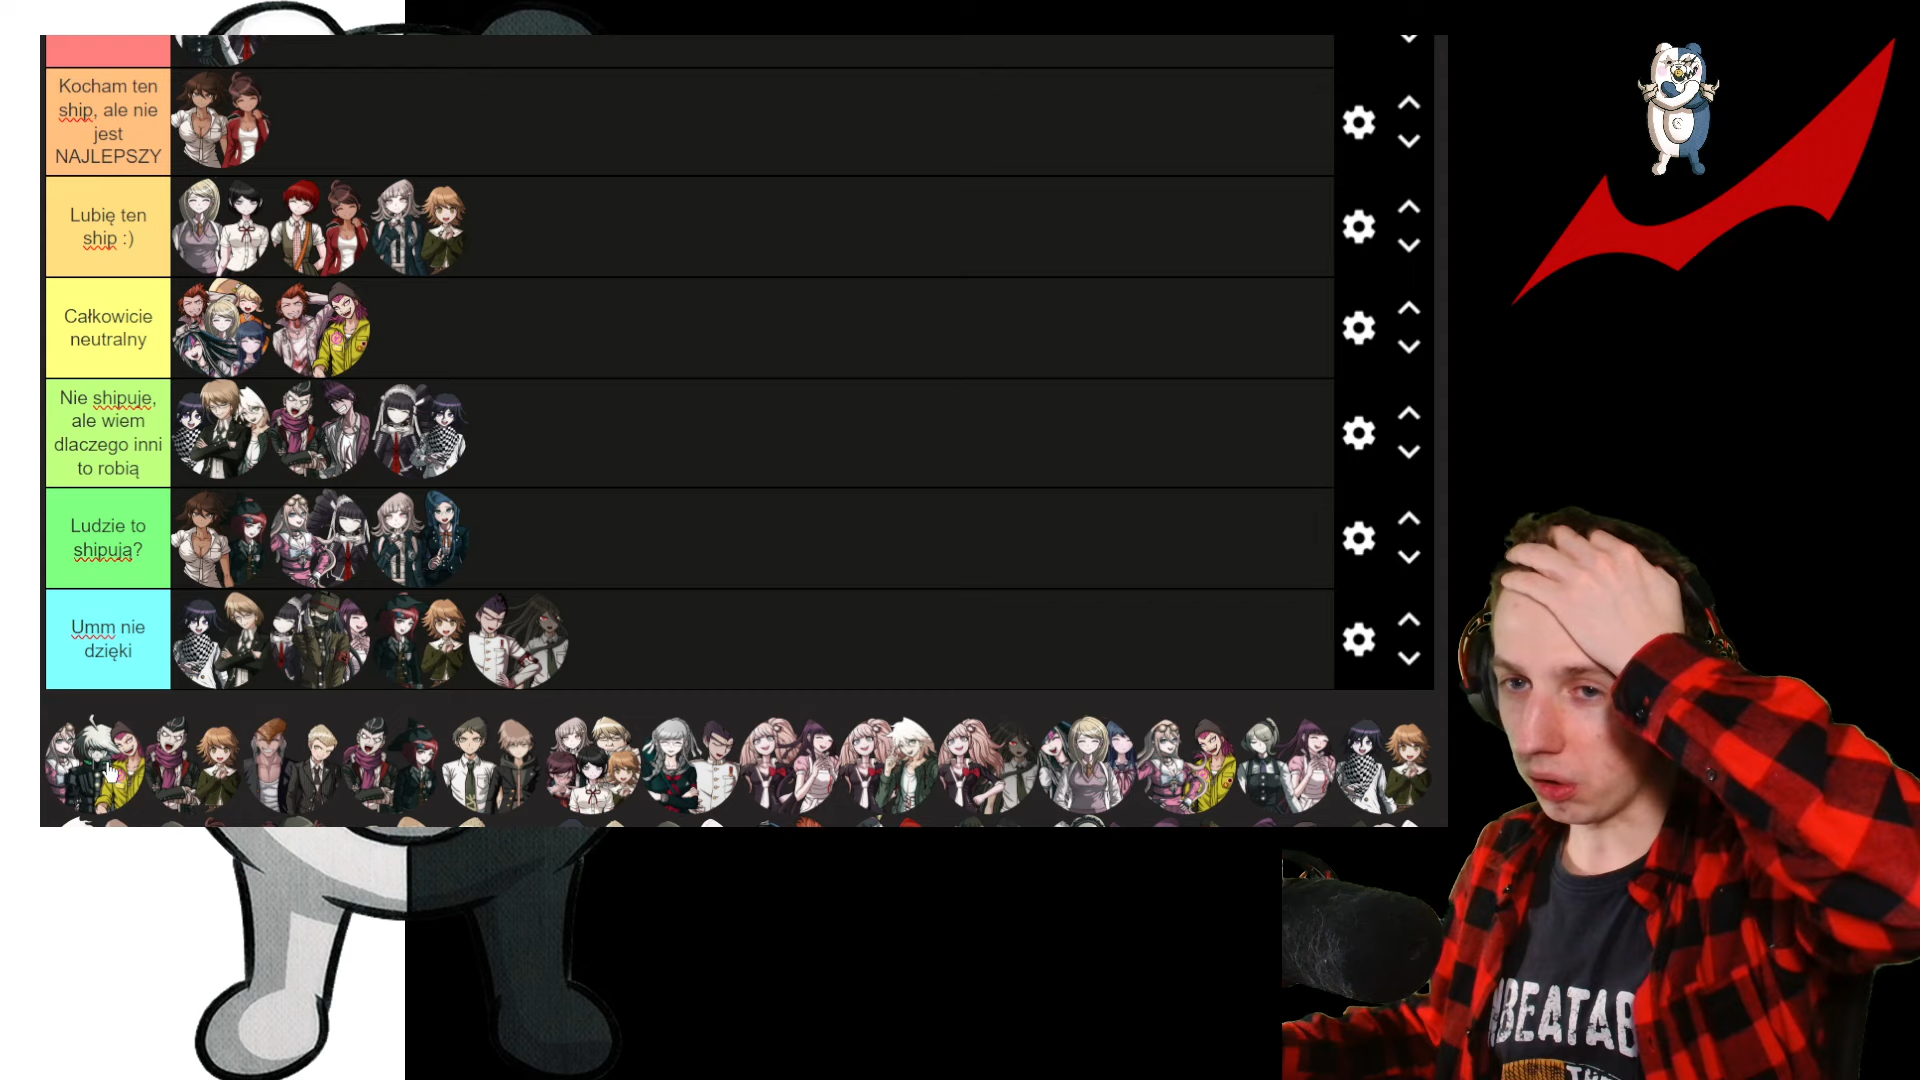 Kocham ten
ship, ale nie
jest
NAJLEPSZY
Lubię ten
ship :)
Całkowicie
neutralny
Nie shipuje,
ale wiem
dlaczego inni
to robią
Ludzie to
shipują?
Umm nie
dzięki
BEATAB
THE